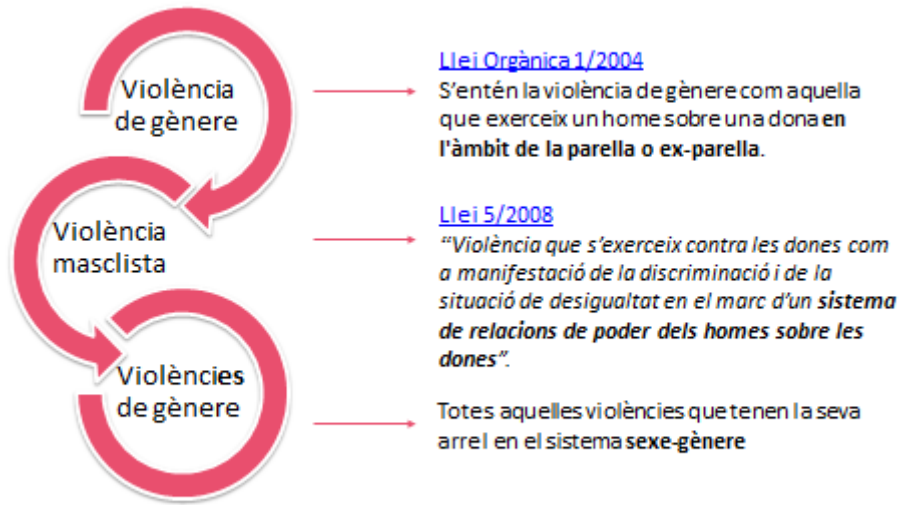 Violència
de gènere
Llei Orgànica 1/2004
S'entén la violència de gènere com aquella
que exerceix un home sobre una dona en
l'àmbit de la parella o ex-parella.
Violència
masclista
Llei 5/2008
“Violència que s'exerceix contra les dones com
a manifestació de la discriminació i de la
situació de desigualtat en el marc d'un sistema
de relacions de poder dels homes sobre les
dones”.
Violències
de gènere
Totes aquelles violències que tenen la seva
arrel en el sistema sexe-gènere